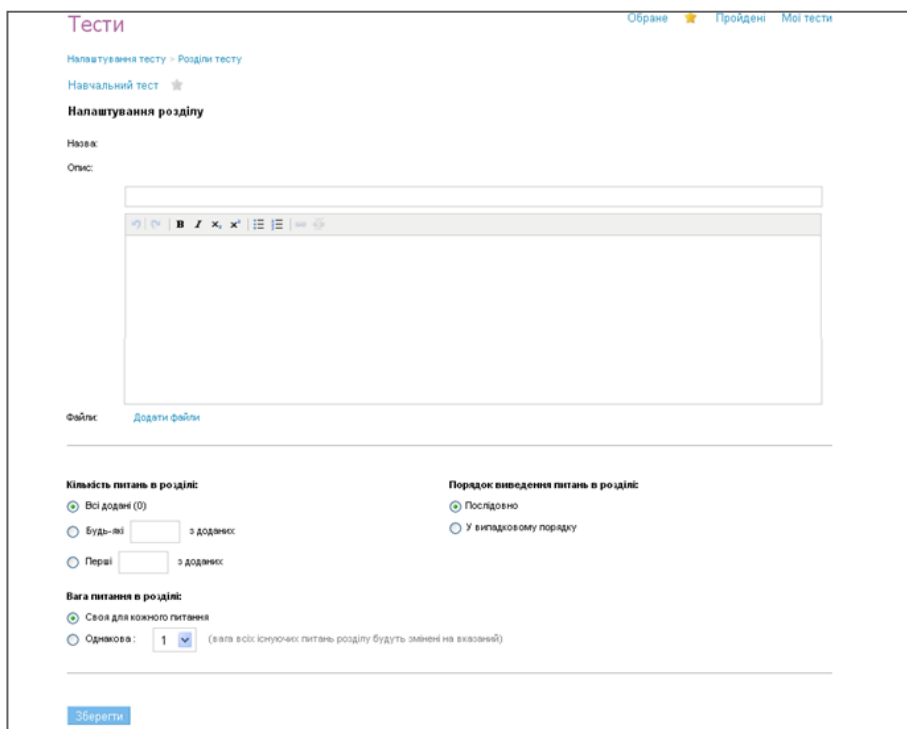 Тести
Обране Пройдені Мої тести
Налаштування тесту > Розділи тесту
Навчальний тест
Налаштування розділу
Назва:
Опис:
B I x₂ x²
Файли: Додати файли
Кількість питань в розділі:
Всі додані (0)
Будь-які з доданих
Перші з доданих
Порядок виведення питань в розділі:
Послідовно
У випадковому порядку
Вага питання в розділі:
Своя для кожного питання
Однакова : 1 (вага всіх існуючих питань розділу будуть змінені на вказаний)
Зберегти